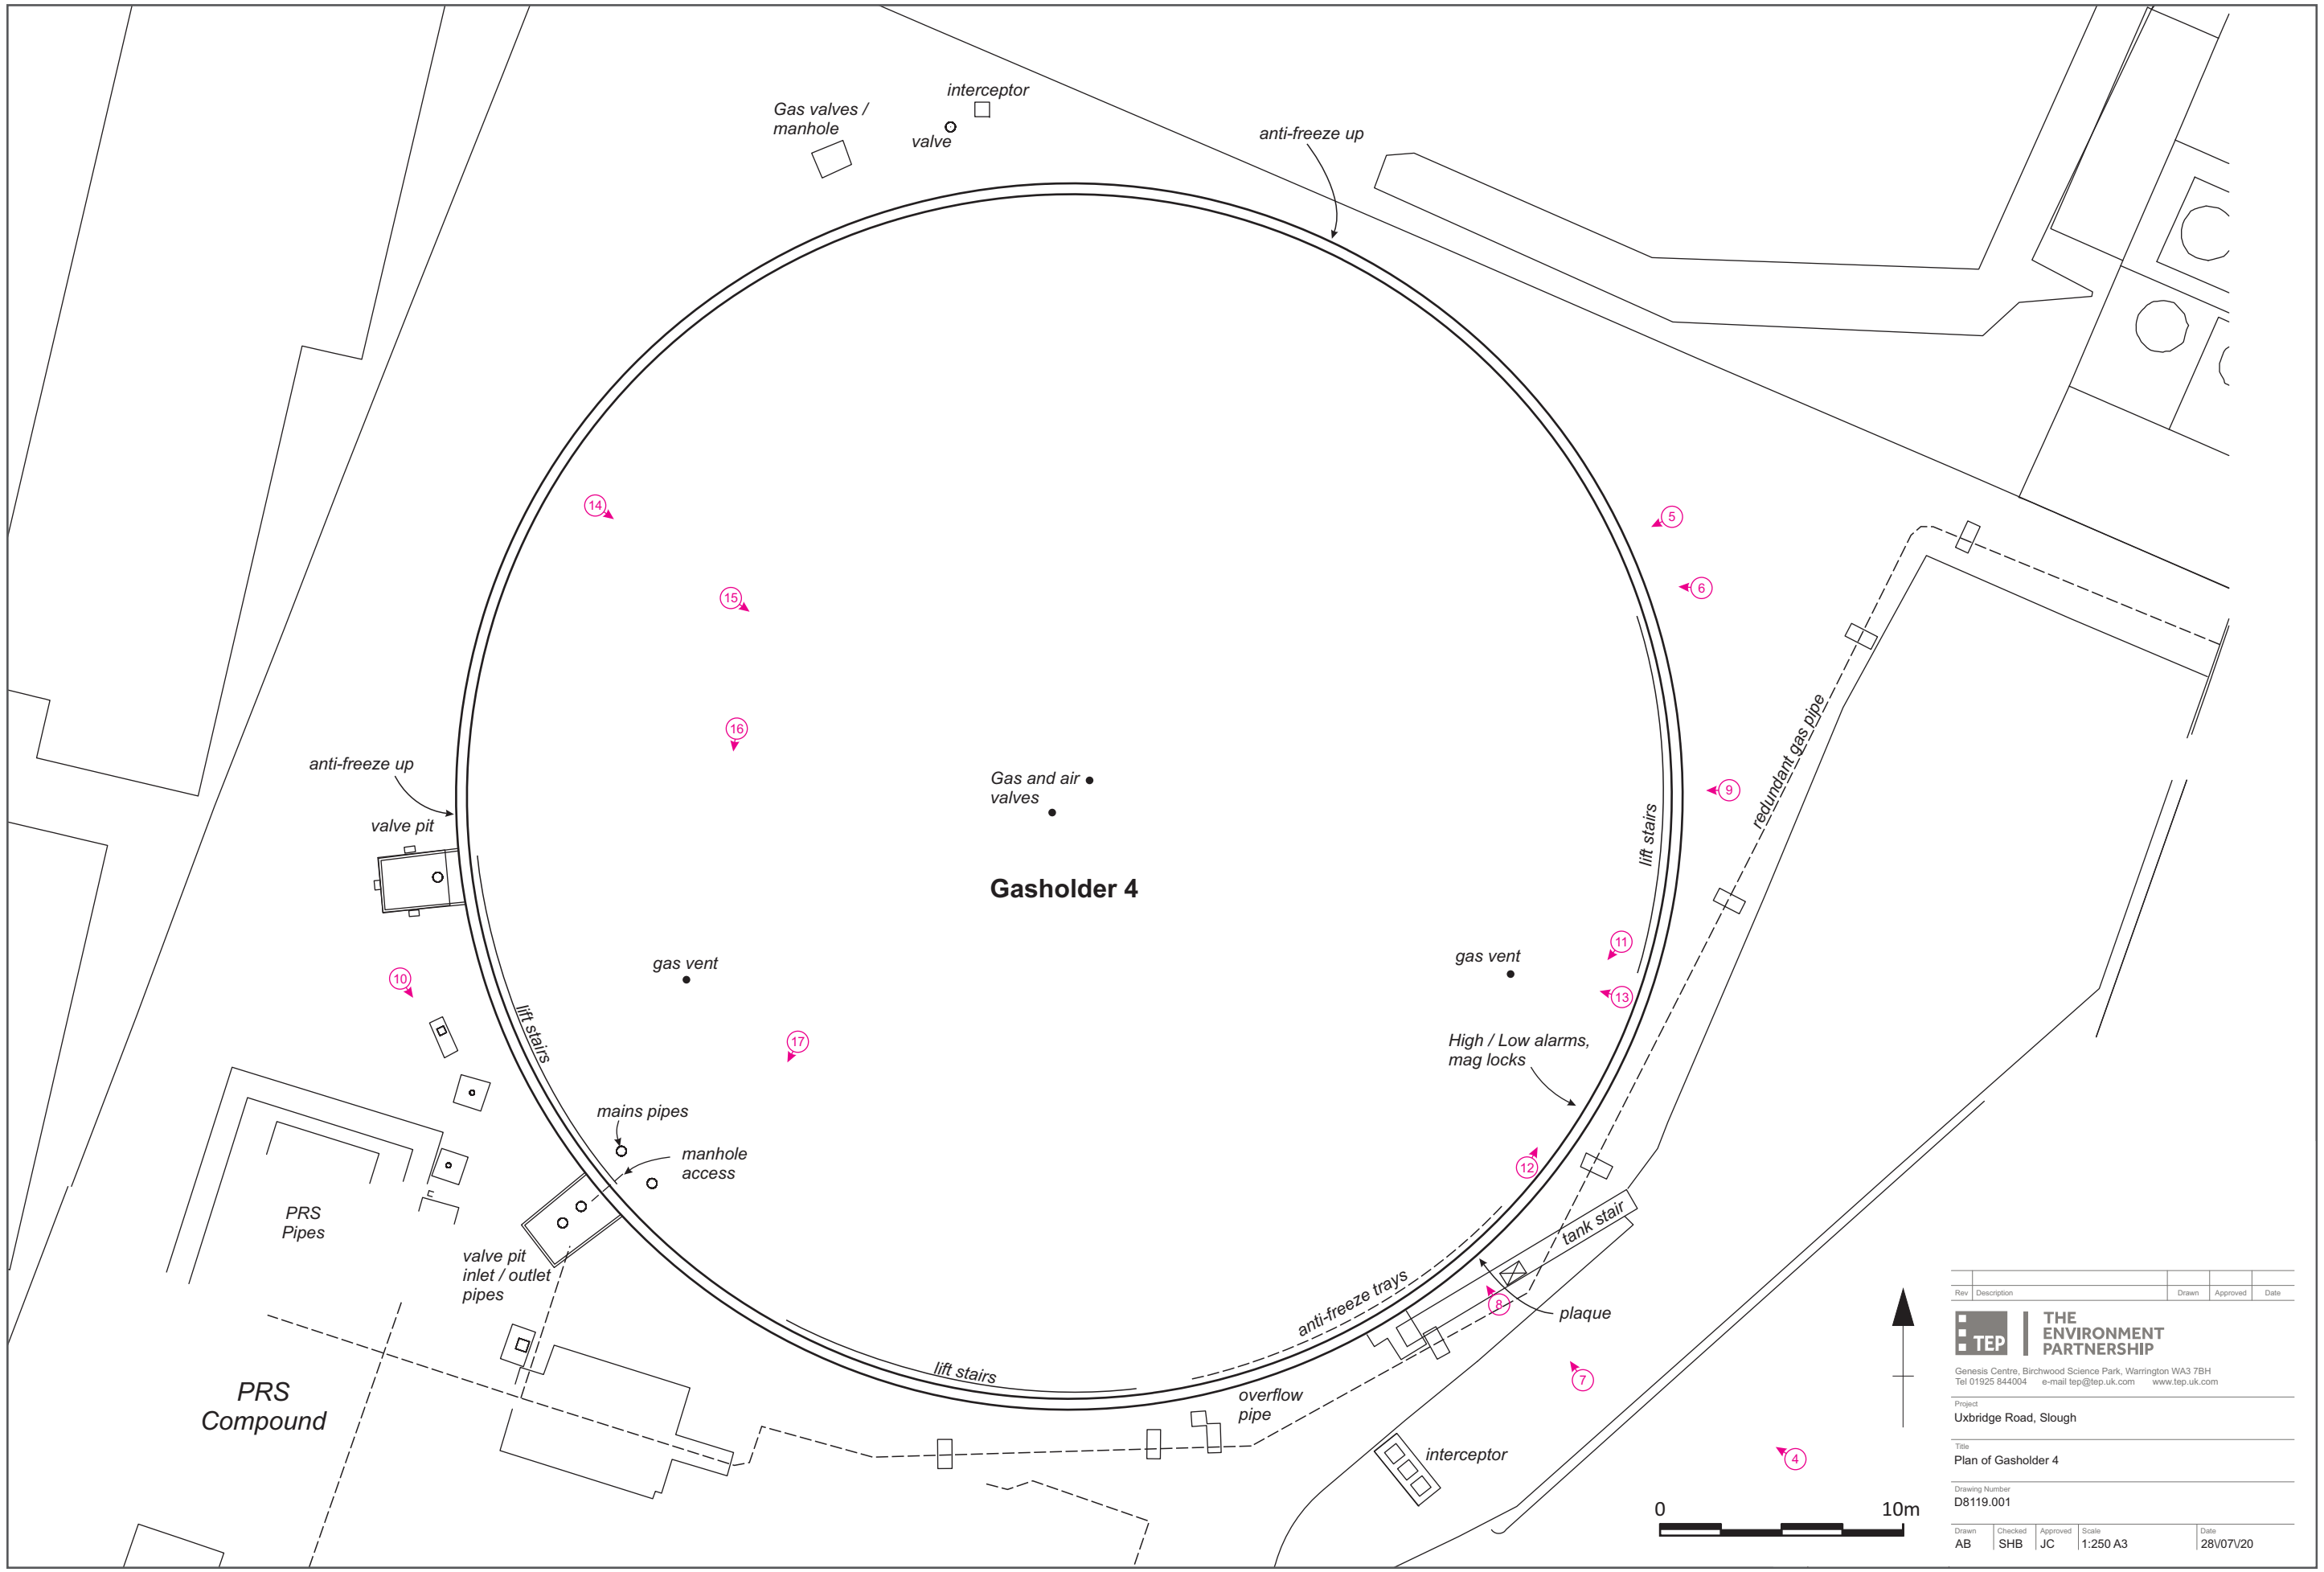 interceptor
Gas valves /
manhole
valve
anti-freeze up
14
5
15
6
16
redundant gas pipe
anti-freeze up
Gas and air
valves
9
valve pit
lift stairs
Gasholder 4
11
gas vent
gas vent
10
13
lift stairs
17
High / Low alarms,
mag locks
mains pipes
manhole
access
12
PRS
Pipes
tank stair
valve pit
inlet / outlet
pipes
anti-freeze trays
8
plaque
lift stairs
7
PRS
Compound
overflow
pipe
interceptor
4
0 10m
Rev Description Drawn Approved Date
TEP
THE
ENVIRONMENT
PARTNERSHIP
Genesis Centre, Birchwood Science Park, Warrington WA3 7BH
Tel 01925 844004 e-mail tep@tep.uk.com www.tep.uk.com
Project
Uxbridge Road, Slough
Title
Plan of Gasholder 4
Drawing Number
D8119.001
Drawn Checked Approved Scale Date
AB SHB JC 1:250 A3 28\/07\/20